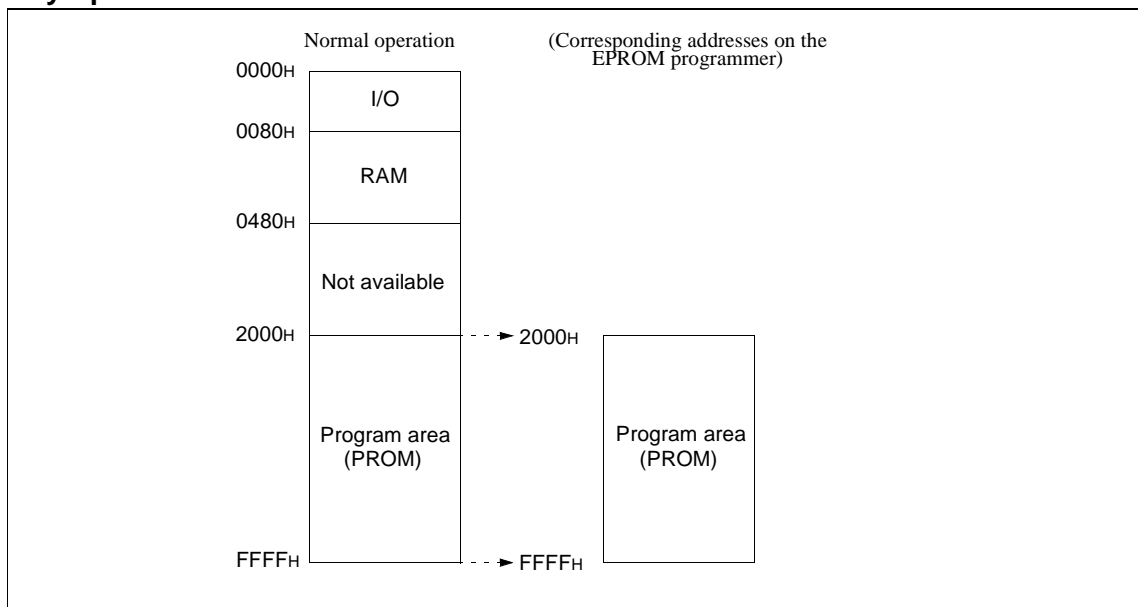 Normal operation
(Corresponding addresses on the
EPROM programmer)
0000H
I/O
0080H
RAM
0480H
Not available
2000H
2000H
Program area
(PROM)
Program area
(PROM)
FFFFH
FFFFH